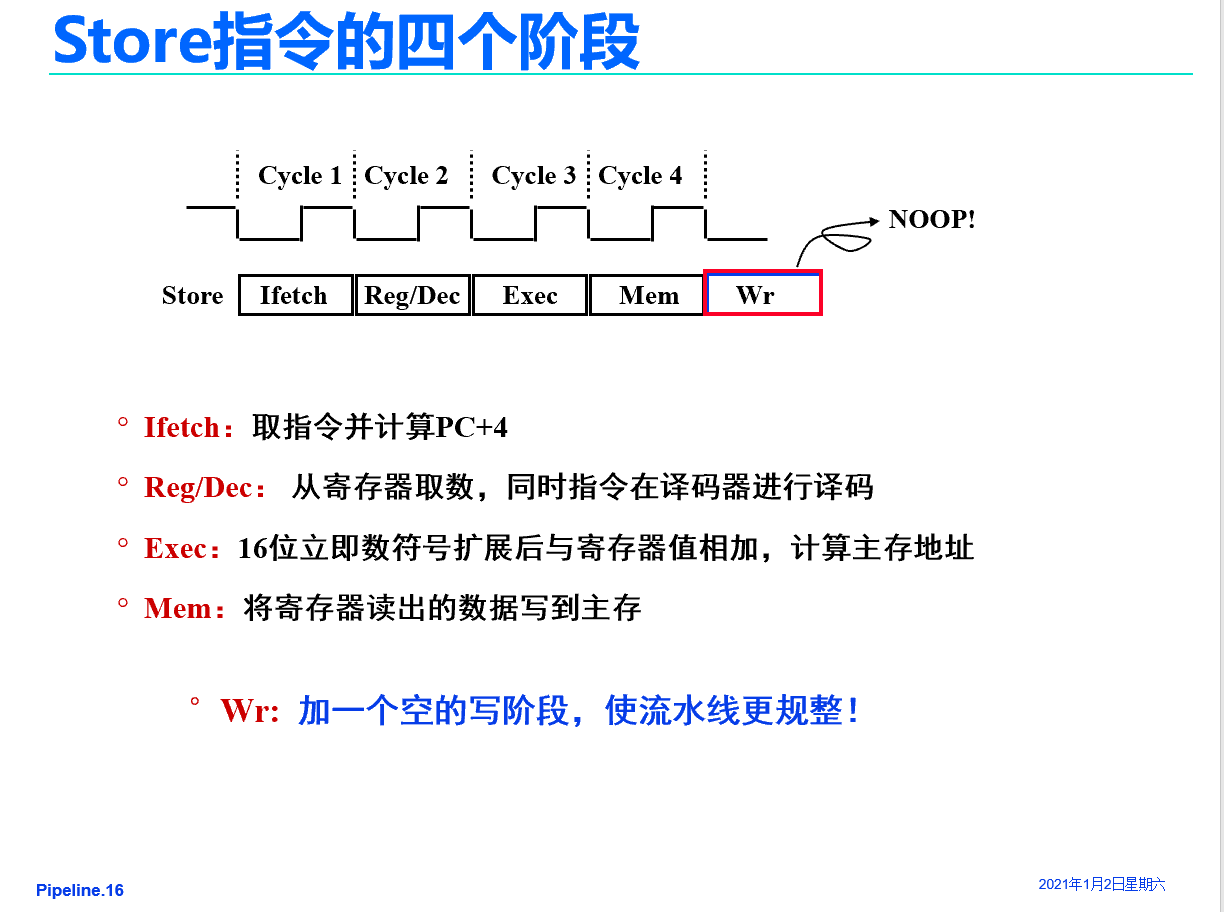 Store指令的四个阶段
Cycle 1 Cycle 2 Cycle 3 Cycle 4
NOOP!
Store Ifetch Reg/Dec Exec Mem Wr
° Ifetch：取指令并计算PC+4
° Reg/Dec： 从寄存器取数，同时指令在译码器进行译码
° Exec：16位立即数符号扩展后与寄存器值相加，计算主存地址
° Mem：将寄存器读出的数据写到主存
° Wr: 加一个空的写阶段，使流水线更规整！
Pipeline.16 2021年1月2日星期六